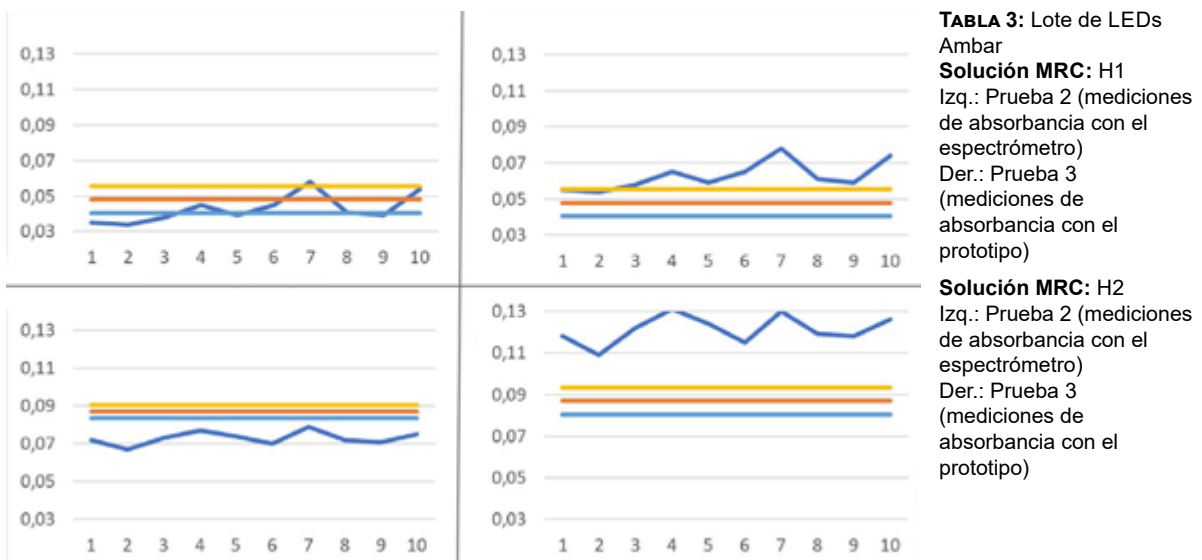 0,13
0,11
0,09
0,07
0,05
0,03
1 2 3 4 5 6 7 8 9 10
0,13
0,11
0,09
0,07
0,05
0,03
1 2 3 4 5 6 7 8 9 10
0,13
0,11
0,09
0,07
0,05
0,03
1 2 3 4 5 6 7 8 9 10
0,13
0,11
0,09
0,07
0,05
0,03
1 2 3 4 5 6 7 8 9 10
TABLA 3: Lote de LEDs
Ambar
Solución MRC: H1
Izq.: Prueba 2 (mediciones
de absorbancia con el
espectrómetro)
Der.: Prueba 3
(mediciones de
absorbancia con el
prototipo)
Solución MRC: H2
Izq.: Prueba 2 (mediciones
de absorbancia con el
espectrómetro)
Der.: Prueba 3
(mediciones de
absorbancia con el
prototipo)